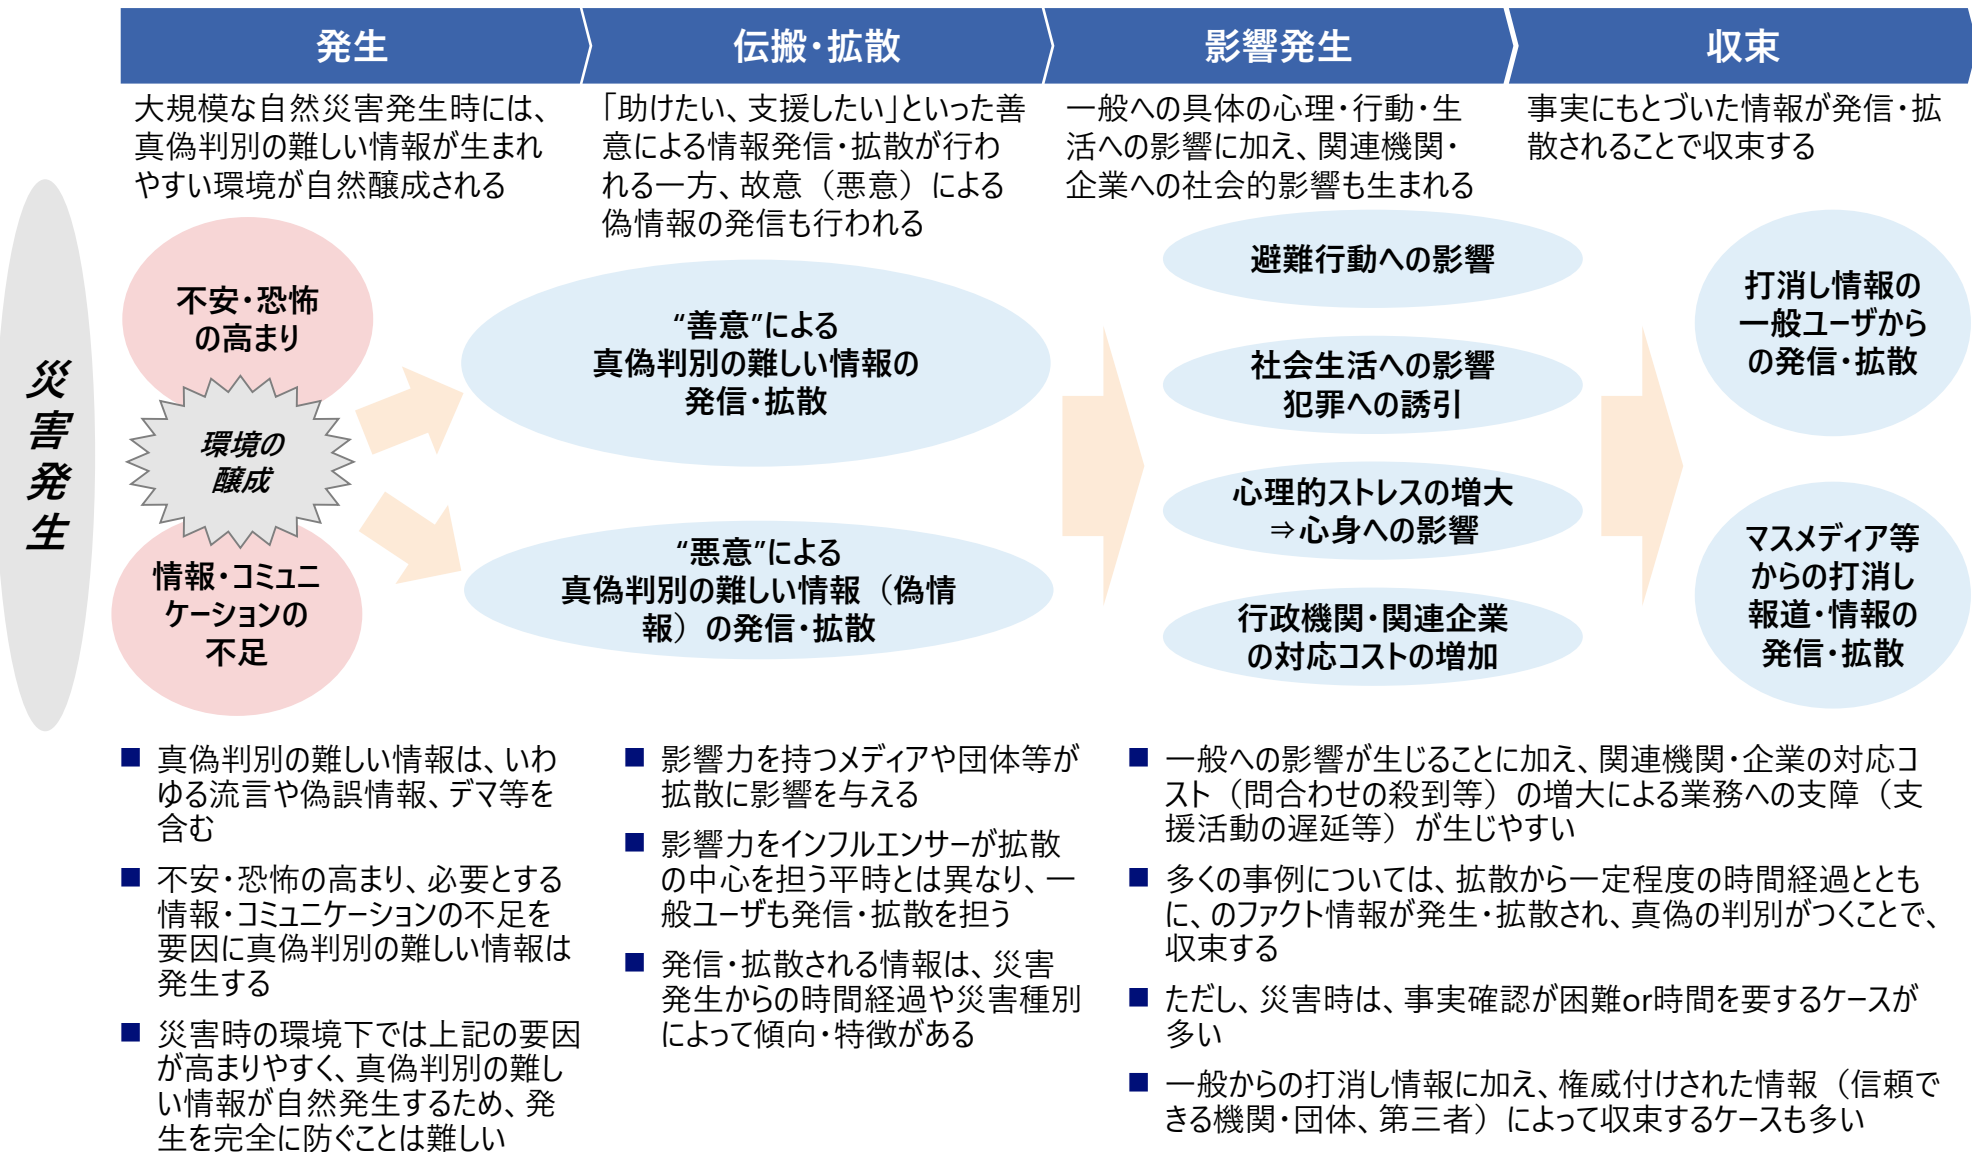 発生
伝搬・拡散
影響発生
収束
大規模な自然災害発生時には、
真偽判別の難しい情報が生まれ
やすい環境が自然醸成される
「助けたい、支援したい」といった善
意による情報発信・拡散が行わ
れる一方、故意（悪意）による
偽情報の発信も行われる
一般への具体の心理・行動・生
活への影響に加え、関連機関・
企業への社会的影響も生まれる
事実にもとづいた情報が発信・拡
散されることで収束する
災害発生
不安・恐怖
の高まり
環境の
醸成
情報・コミュニ
ケーションの
不足
“善意”による
真偽判別の難しい情報の
発信・拡散
“悪意”による
真偽判別の難しい情報（偽情
報）の発信・拡散
避難行動への影響
社会生活への影響
犯罪への誘引
心理的ストレスの増大
⇒心身への影響
行政機関・関連企業
の対応コストの増加
打消し情報の
一般ユーザから
の発信・拡散
マスメディア等
からの打消し
報道・情報の
発信・拡散
■ 真偽判別の難しい情報は、いわ
ゆる流言や偽誤情報、デマ等を
含む
■ 不安・恐怖の高まり、必要とする
情報・コミュニケーションの不足を
要因に真偽判別の難しい情報は
発生する
■ 災害時の環境下では上記の要因
が高まりやすく、真偽判別の難し
い情報が自然発生するため、発
生を完全に防ぐことは難しい
■ 影響力を持つメディアや団体等が
拡散に影響を与える
■ 影響力をインフルエンサーが拡散
の中心を担う平時とは異なり、一
般ユーザも発信・拡散を担う
■ 発信・拡散される情報は、災害
発生からの時間経過や災害種別
によって傾向・特徴がある
■ 一般への影響が生じることに加え、関連機関・企業の対応コ
スト（問合わせの殺到等）の増大による業務への支障（支
援活動の遅延等）が生じやすい
■ 多くの事例については、拡散から一定程度の時間経過ととも
に、のファクト情報が発生・拡散され、真偽の判別がつくことで、
収束する
■ ただし、災害時は、事実確認が困難or時間を要するケースが
多い
■ 一般からの打消し情報に加え、権威付けされた情報（信頼で
きる機関・団体、第三者）によって収束するケースも多い